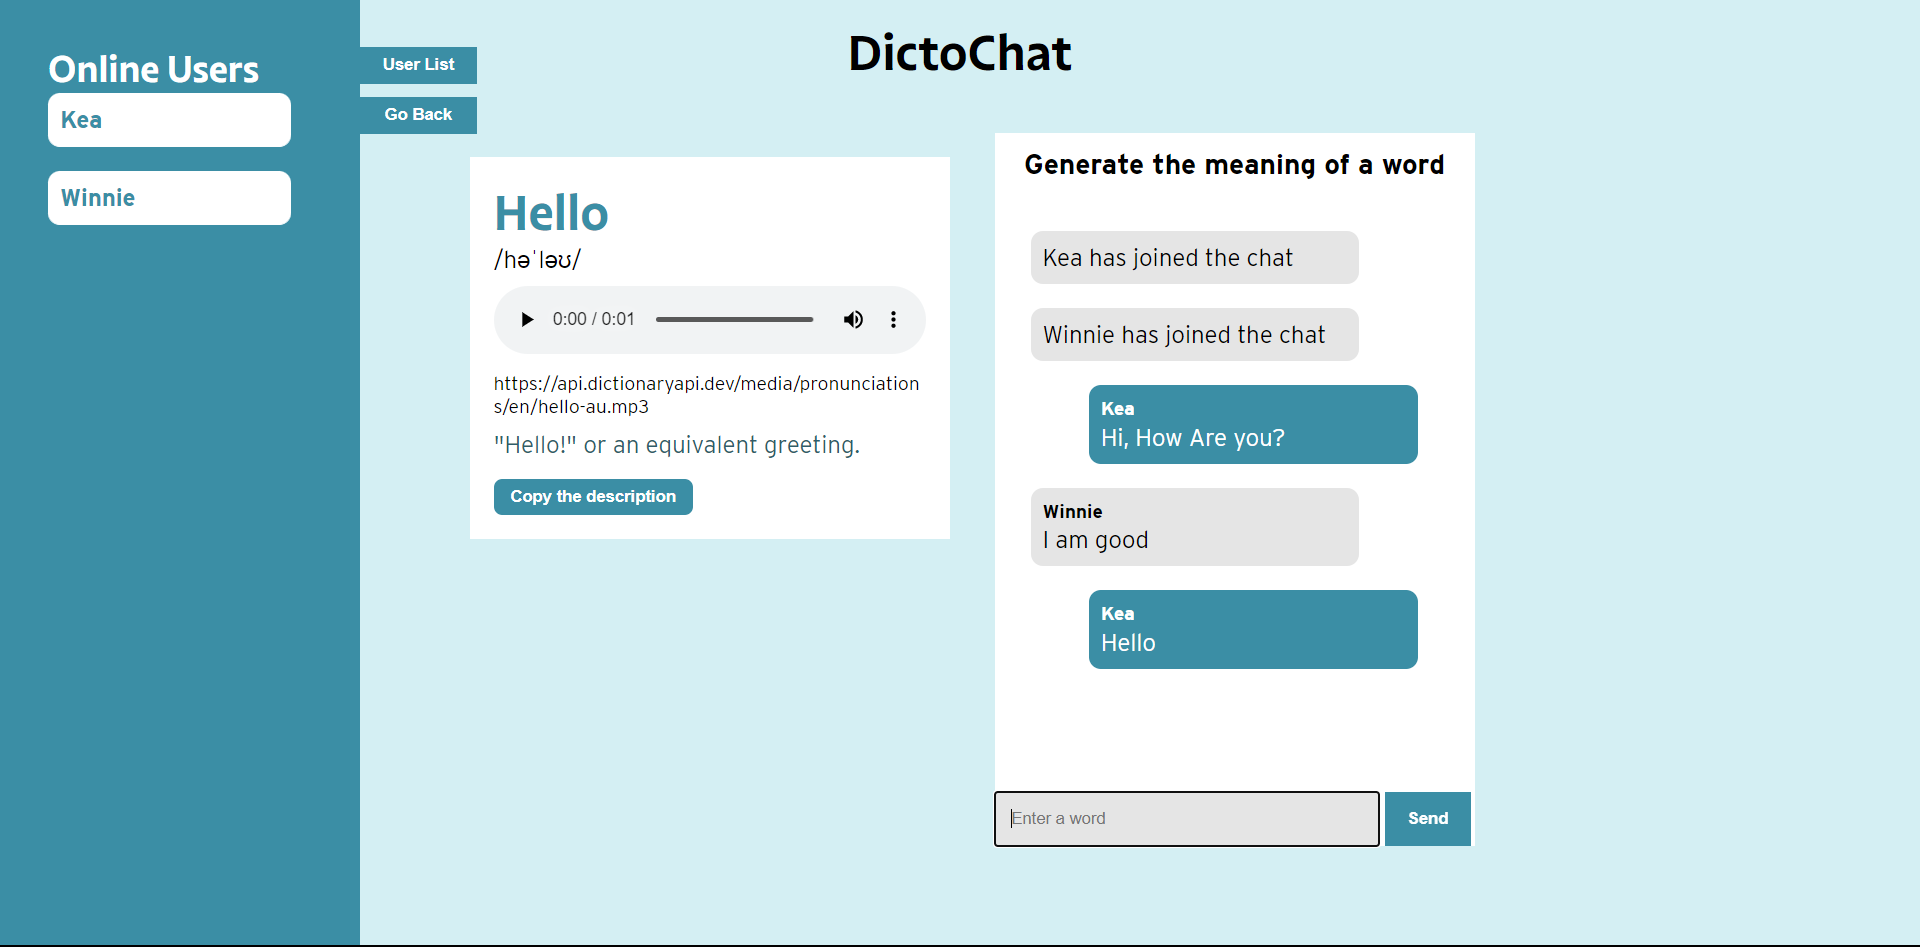 Online Users
Kea
Winnie
User List
Go Back
DictoChat
Hello
/həˈləʊ/
0:00 / 0:01
https://api.dictionaryapi.dev/media/pronunciation
s/en/hello-au.mp3
"Hello!" or an equivalent greeting.
Copy the description
Generate the meaning of a word
Kea has joined the chat
Winnie has joined the chat
Kea
Hi, How Are you?
Winnie
I am good
Kea
Hello
Enter a word
Send